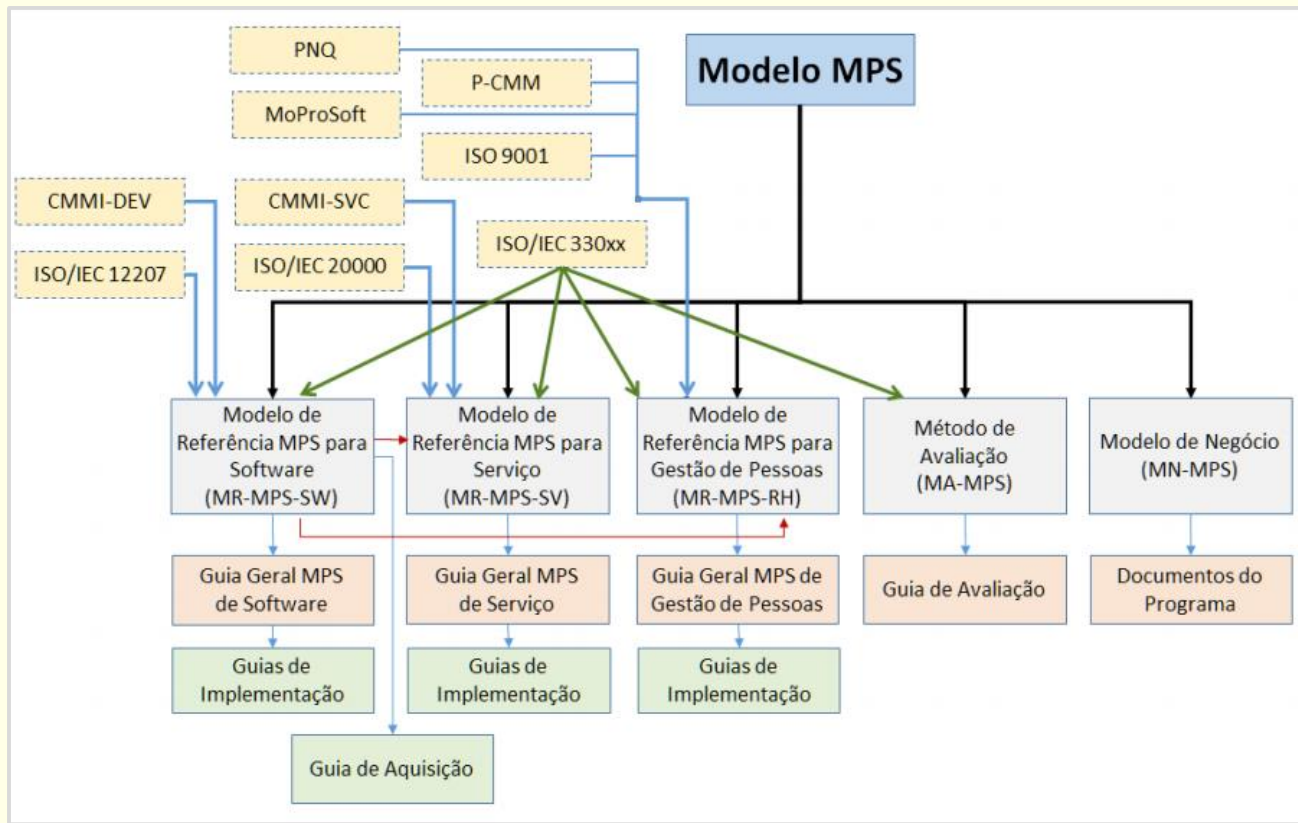 PNQ
Modelo MPS
P-CMM
MoProSoft
ISO 9001
CMMI-DEV
CMMI-SVC
ISO/IEC 330xx
ISO/IEC 12207
ISO/IEC 20000
Modelo de
Referência MPS para
Software
(MR-MPS-SW)
Modelo de
Referência MPS para
Serviço
(MR-MPS-SV)
Modelo de
Referência MPS para
Gestão de Pessoas
(MR-MPS-RH)
Método de
Avaliação
(MA-MPS)
Modelo de Negócio
(MN-MPS)
Guia Geral MPS
de Software
Guia Geral MPS
de Serviço
Guia Geral MPS de
Gestão de Pessoas
Guia de Avaliação
Documentos do
Programa
Guias de
Implementação
Guias de
Implementação
Guias de
Implementação
Guia de Aquisição